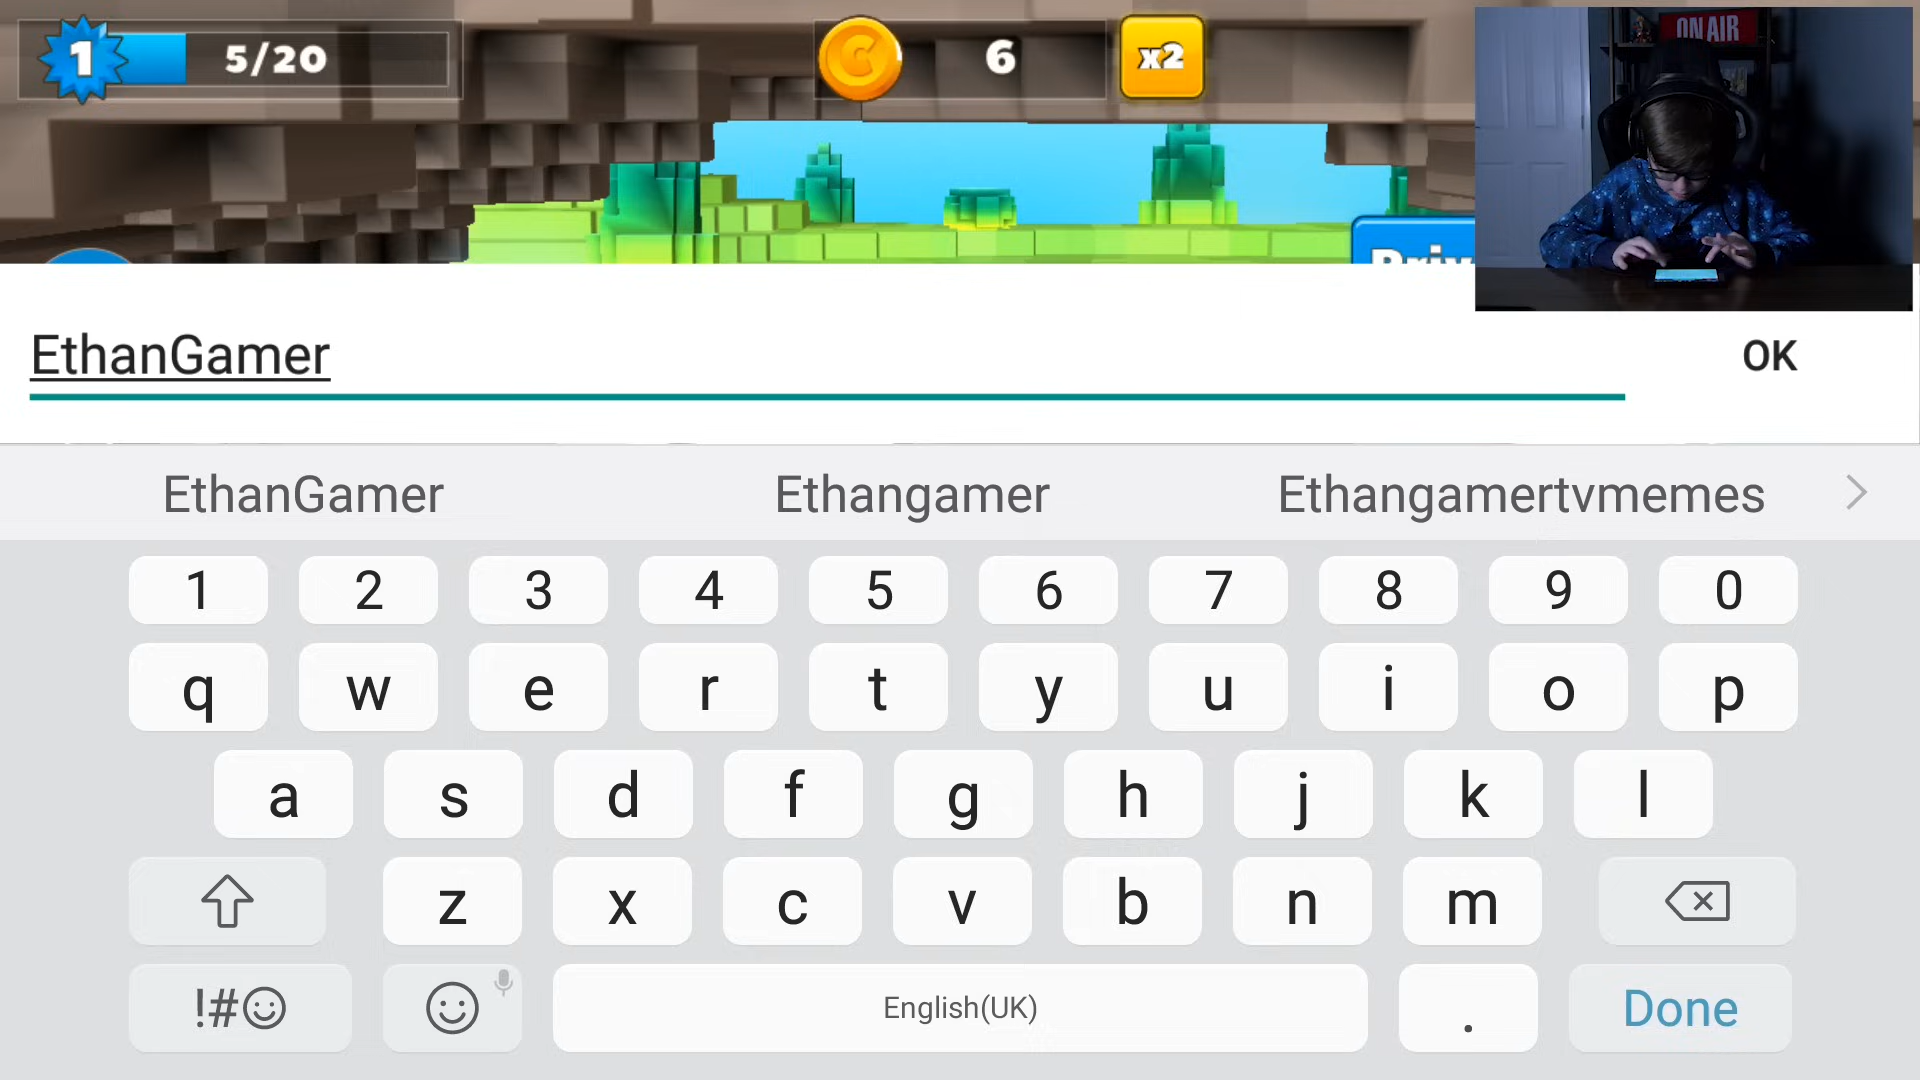 1 5/20 6 x2
ON AIR
EthanGamer OK
EthanGamer Ethangamer Ethangamertvmemes
1 2 3 4 5 6 7 8 9 0
q w e r t y u i o p
a s d f g h j k l
z x c v b n m
!# English(UK) . Done